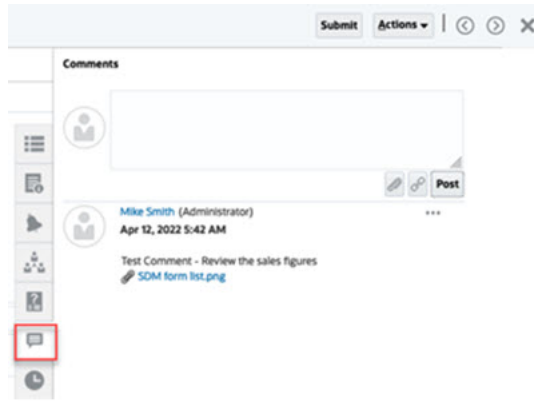 Submit Actions
Comments
Post
Mike Smith (Administrator)
Apr 12, 2022 5:42 AM
Test Comment - Review the sales figures
SDM form list.png